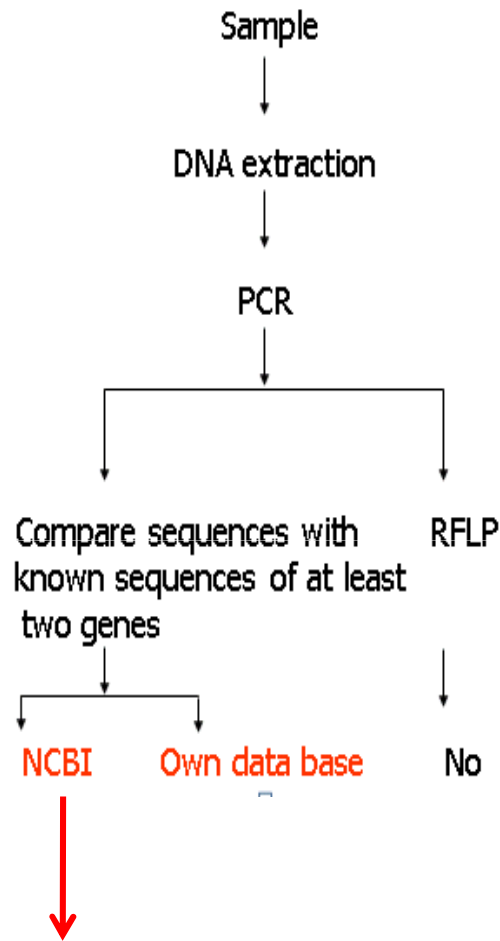 Sample
DNA extraction
PCR
Compare sequences with
known sequences of at least
two genes
RFLP
NCBI
Own data base
No